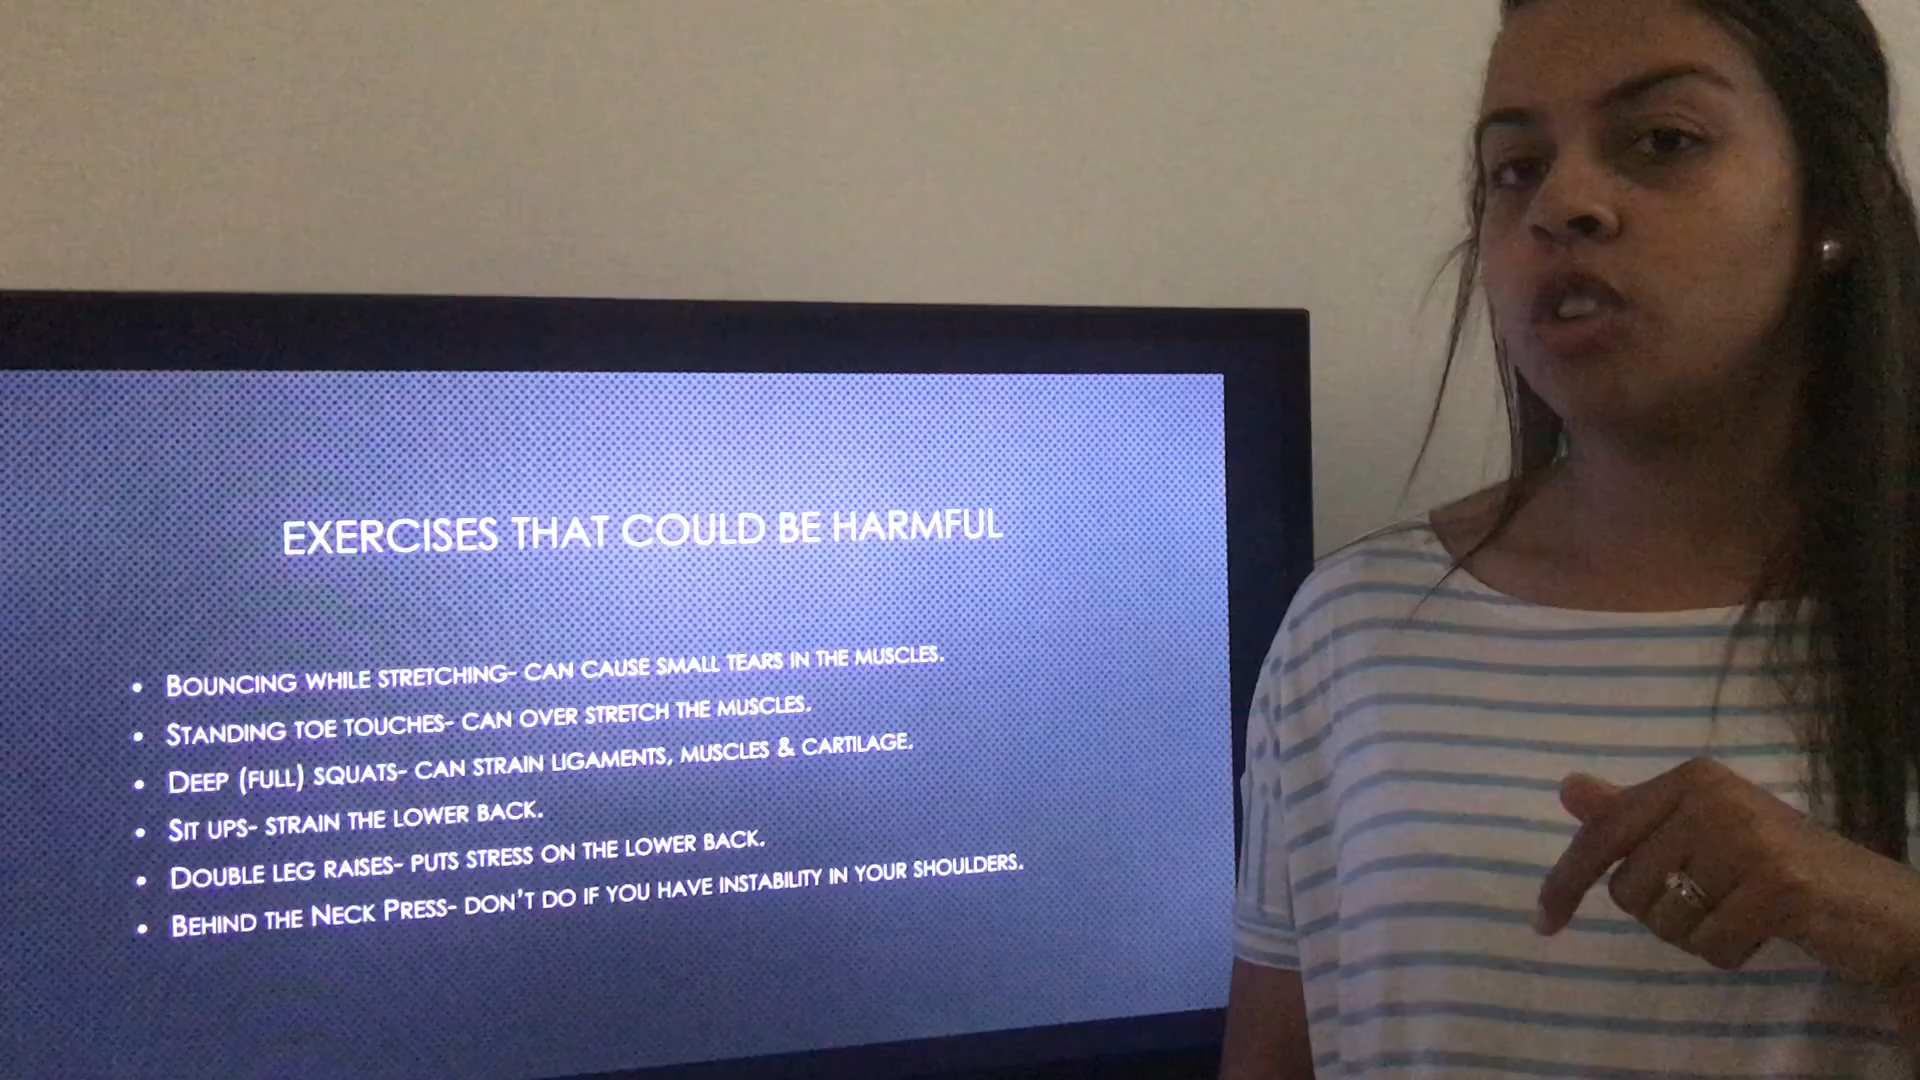 EXERCISES THAT COULD BE HARMFUL
• BOUNCING WHILE STRETCHING- CAN CAUSE SMALL TEARS IN THE MUSCLES.
• STANDING TOE TOUCHES- CAN OVER STRETCH THE MUSCLES.
• DEEP (FULL) SQUATS- CAN STRAIN LIGAMENTS, MUSCLES & CARTILAGE.
• SIT UPS- STRAIN THE LOWER BACK.
• DOUBLE LEG RAISES- PUTS STRESS ON THE LOWER BACK.
• BEHIND THE NECK PRESS- DON'T DO IF YOU HAVE INSTABILITY IN YOUR SHOULDERS.